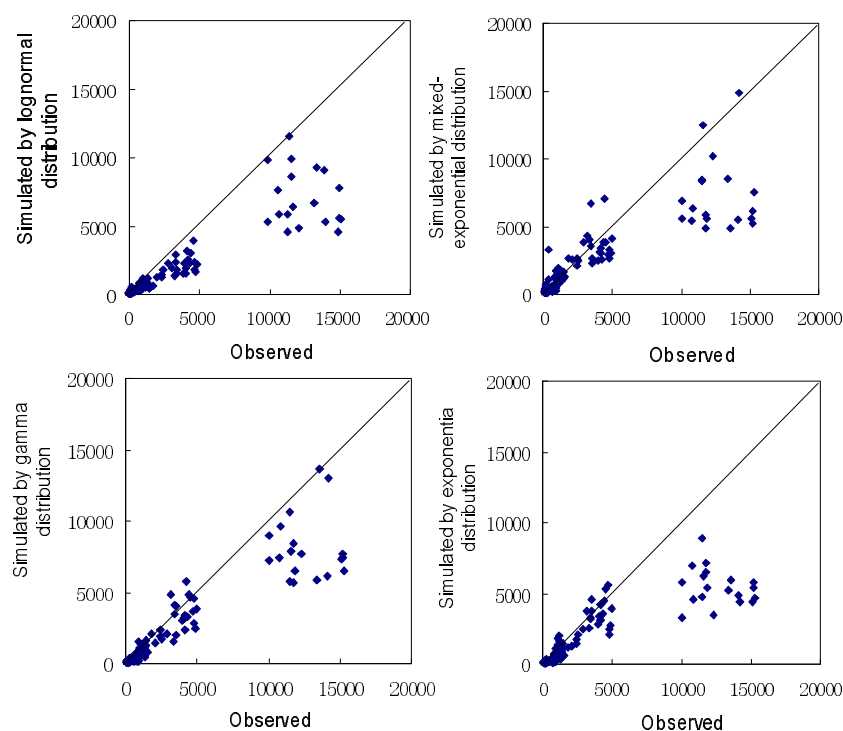 20000
15000
10000
5000
0
Simulated by lognormal
distribution
0 5000 10000 15000 20000
Observed
20000
15000
10000
5000
0
Simulated by mixed-
exponential distribution
0 5000 10000 15000 20000
Observed
20000
15000
10000
5000
0
Simulated by gamma
distribution
0 5000 10000 15000 20000
Observed
20000
15000
10000
5000
0
Simulated by exponentia
distribution
0 5000 10000 15000 20000
Observed